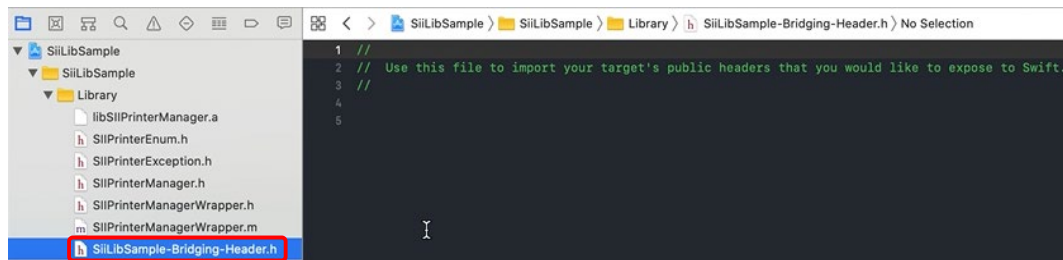 SiiLibSample
SiiLibSample
Library
libSIIPrinterManager.a
h SIIPrinterEnum.h
h SIIPrinterException.h
h SIIPrinterManager.h
h SIIPrinterManagerWrapper.h
m SIIPrinterManagerWrapper.m
h SiiLibSample-Bridging-Header.h
SiiLibSample 〉 SiiLibSample 〉 Library 〉 h SiiLibSample-Bridging-Header.h 〉 No Selection
1 //
2 // Use this file to import your target's public headers that you would like to expose to Swift.
3 //
4
5